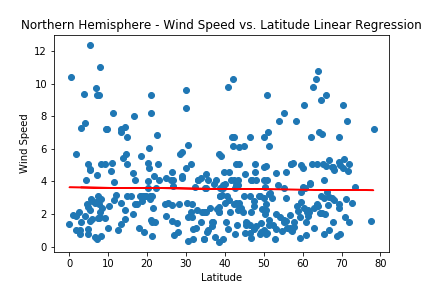 Northern Hemisphere - Wind Speed vs. Latitude Linear Regression
12
10
8
6
4
2
0
Wind Speed
0 10 20 30 40 50 60 70 80
Latitude